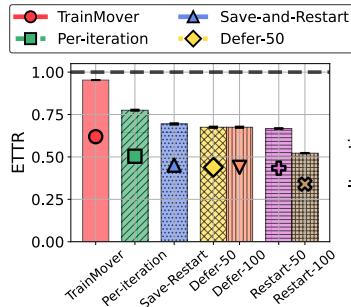 TrainMover
Save-and-Restart
Per-iteration
Defer-50
1.00
0.75
0.50
0.25
0.00
ETTR
TrainMover
Per-iteration
Save-Restart
Defer-50
Defer-100
Restart-50
Restart-100